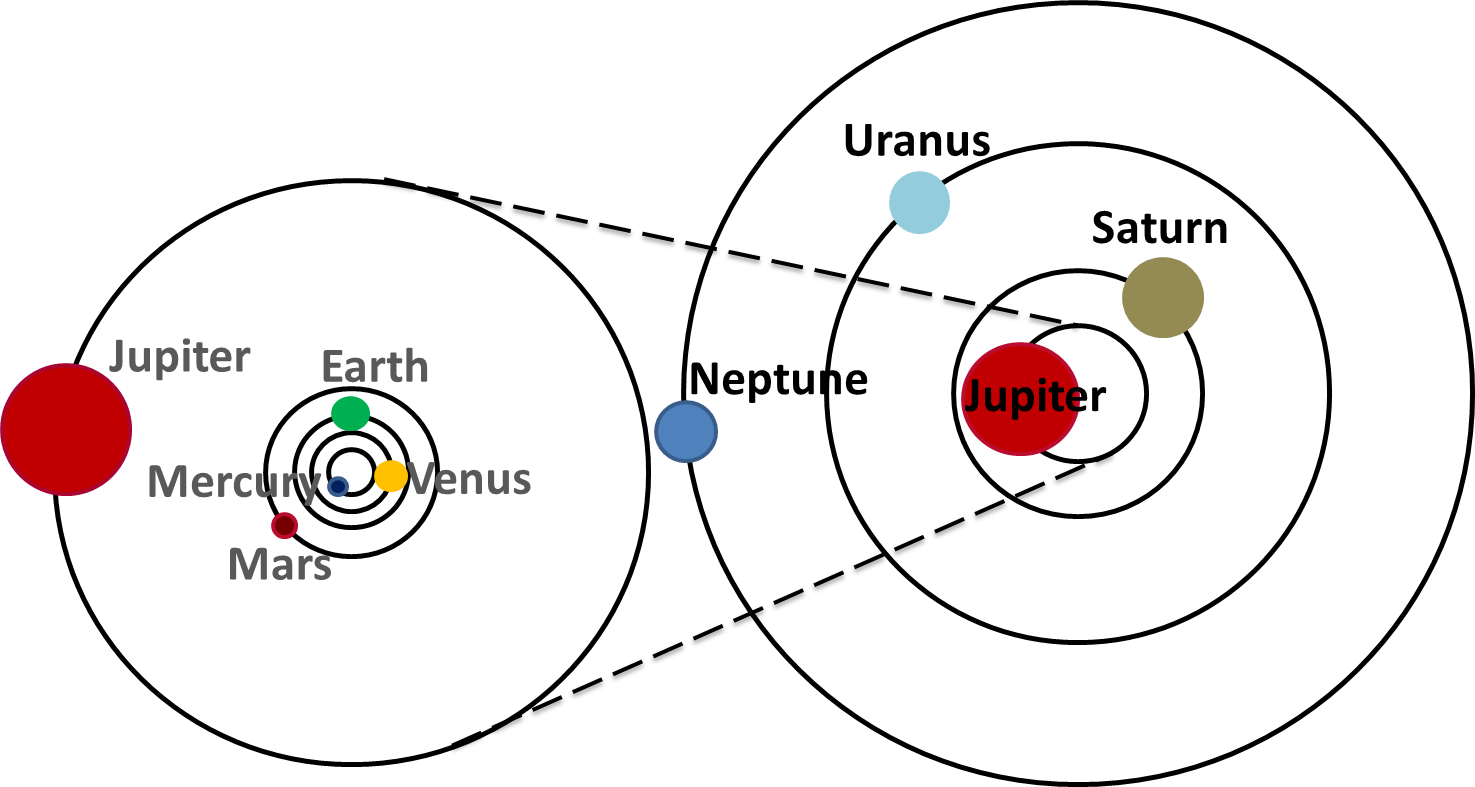 Jupiter
Earth
Mercury
Venus
Mars
Uranus
Saturn
Neptune
Jupiter